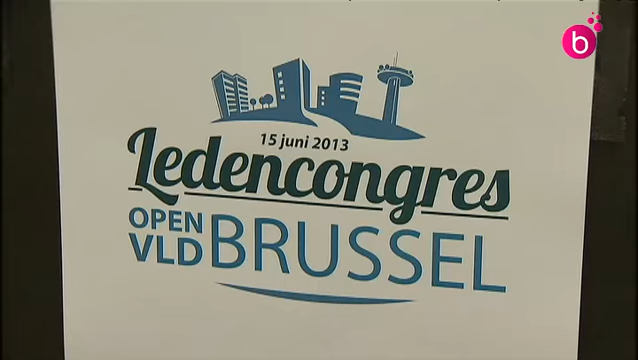 b
15 juni 2013
Ledencongres
OPEN
VLD BRUSSEL